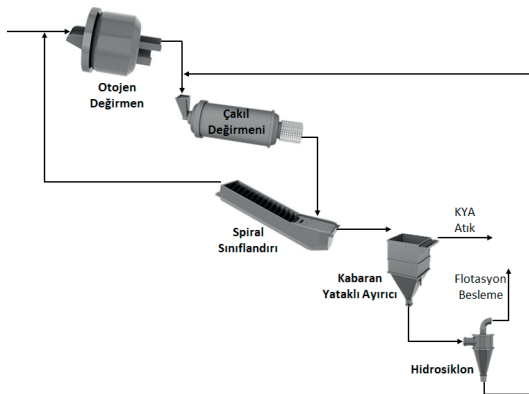 Otojen
Değirmen
Çakıl
Değirmeni
Spiral
Sınıflandırı
KYA
Atık
Kabaran
Yataklı Ayırıcı
Flotasyon
Besleme
Hidrosiklon